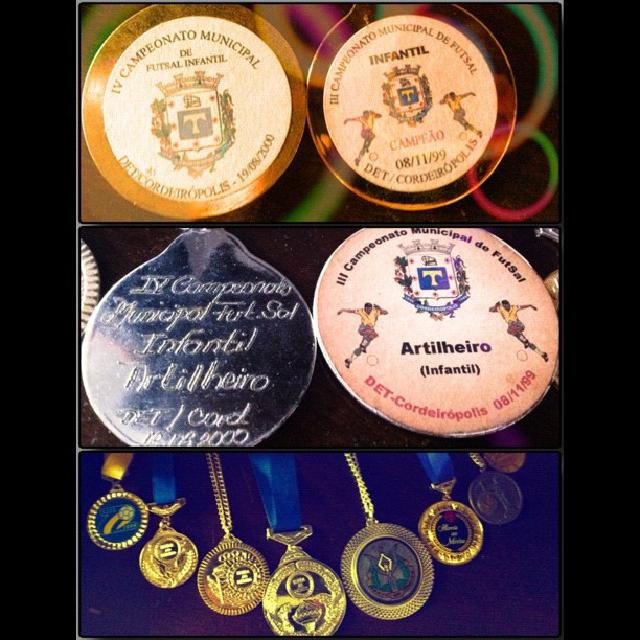 IV CAMPEONATO MUNICIPAL
DE
FUTSAL INFANTIL
T
DET-CORDEIRÓPOLIS - 19/08/2000
III CAMPEONATO MUNICIPAL DE FUTSAL
INFANTIL
CAMPEÃO
08/11/99
DET / CORDEIRÓPOLIS
IV Campeonato
Municipal Fut. Sal
Infantil
Artilheiro
DET / Cord.
III Campeonato Municipal de FutSal
T
Artilheiro
(Infantil)
DET-Cordeirópolis 08/11/99
H
H
H